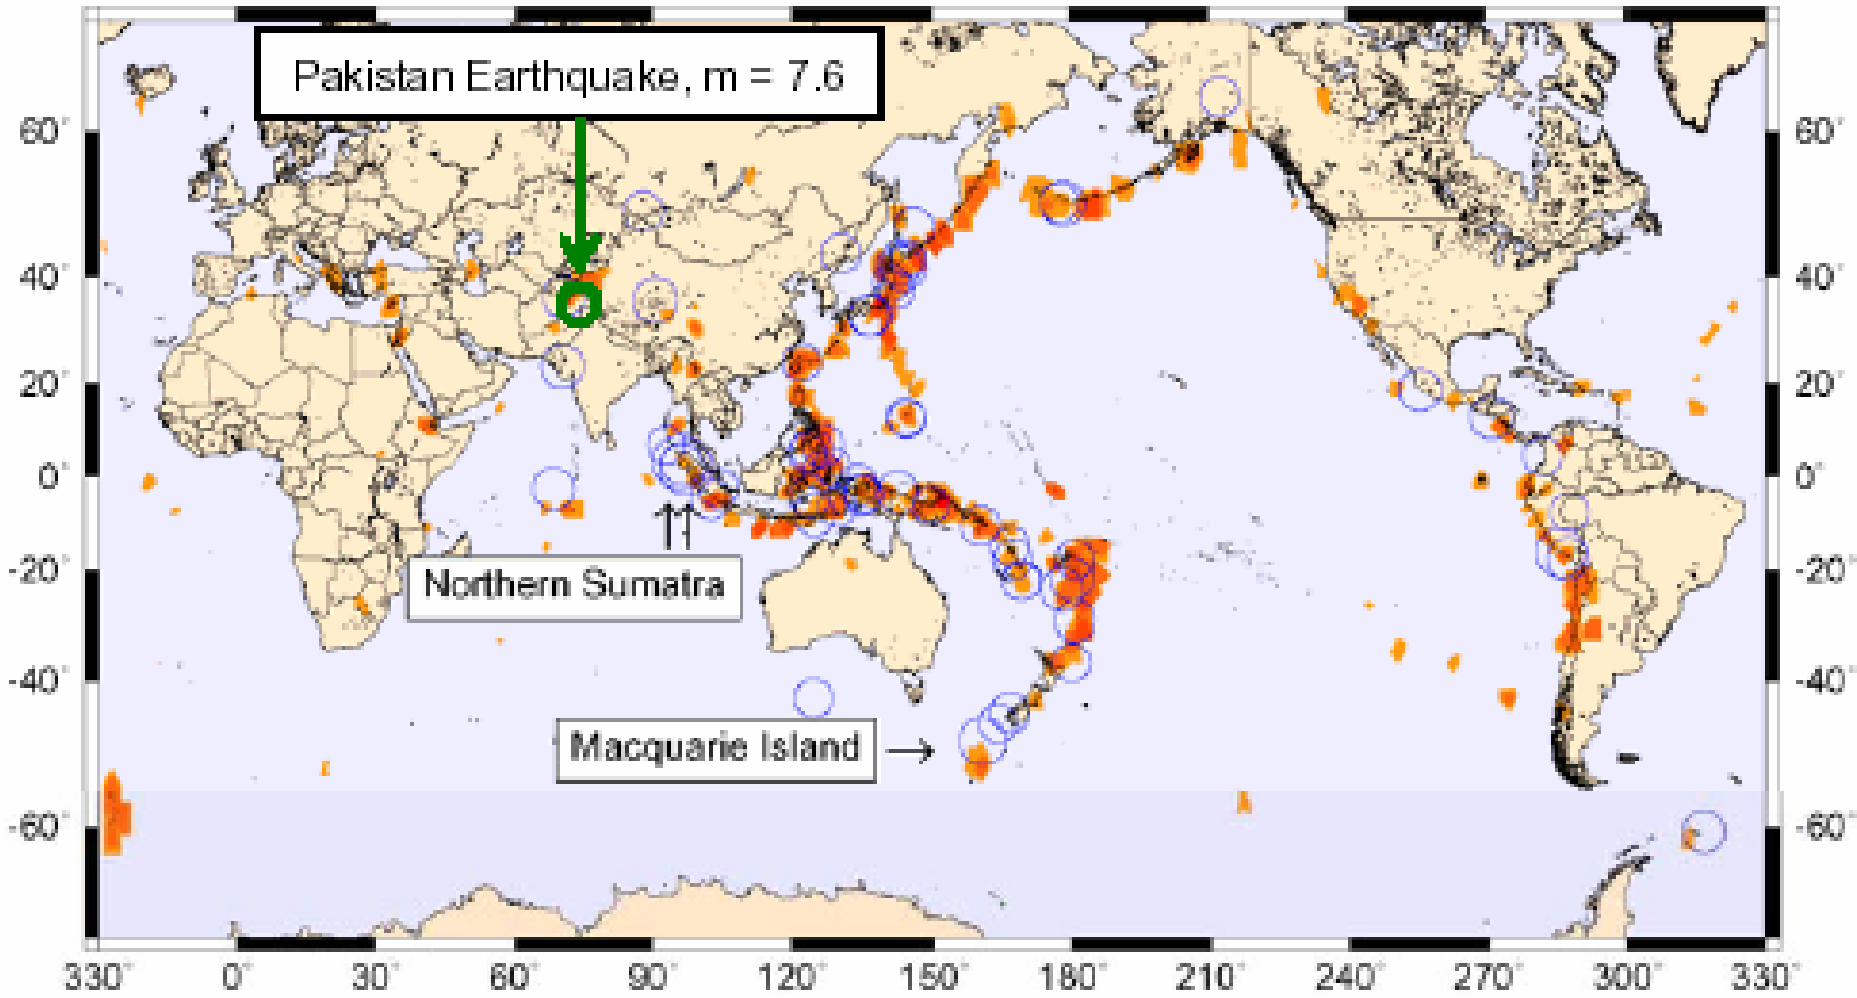 Pakistan Earthquake, m = 7.6
60° 60°
40° 40°
20° 20°
0° 0°
Northern Sumatra
-20° -20°
-40° -40°
Macquarie Island
-60° -60°
330° 0° 30° 60° 90° 120° 150° 180° 210° 240° 270° 300° 330°